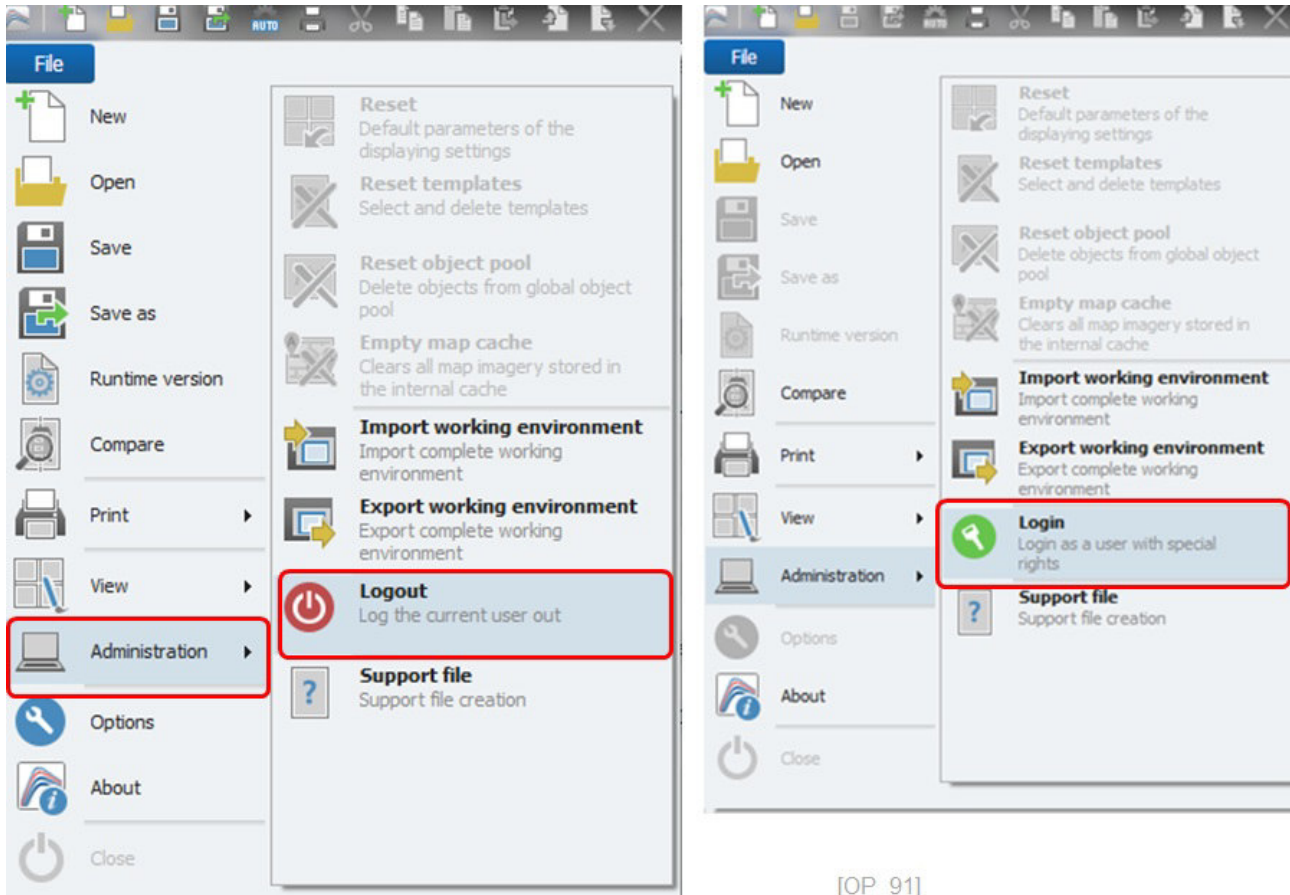 AUTO
File
New
Open
Save
Save as
Runtime version
Compare
Print
View
Administration
Options
About
Close
Reset
Default parameters of the
displaying settings
Reset templates
Select and delete templates
Reset object pool
Delete objects from global object
pool
Empty map cache
Clears all map imagery stored in
the internal cache
Import working environment
Import complete working
environment
Export working environment
Export complete working
environment
Logout
Log the current user out
Support file
Support file creation
AUTO
File
New
Open
Save
Save as
Runtime version
Compare
Print
View
Administration
Options
About
Close
Reset
Default parameters of the
displaying settings
Reset templates
Select and delete templates
Reset object pool
Delete objects from global object
pool
Empty map cache
Clears all map imagery stored in
the internal cache
Import working environment
Import complete working
environment
Export working environment
Export complete working
environment
Login
Login as a user with special
rights
Support file
Support file creation
[OP_91]